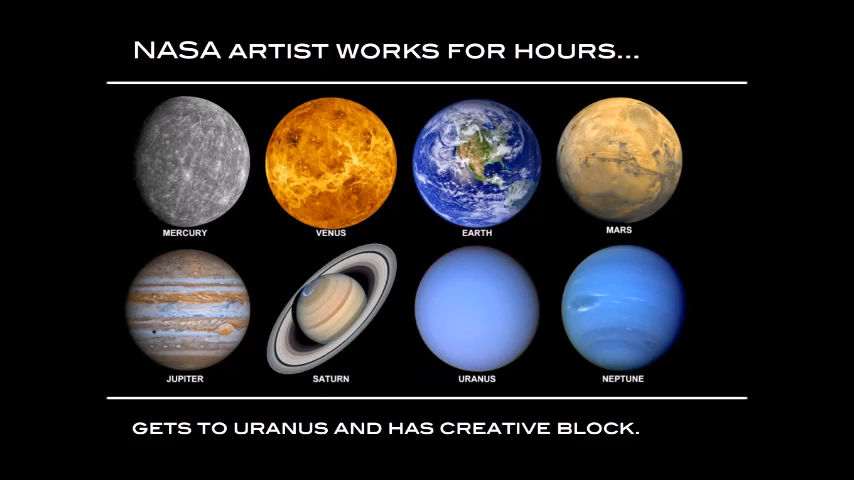 NASA ARTIST WORKS FOR HOURS...
MERCURY
VENUS
EARTH
MARS
JUPITER
SATURN
URANUS
NEPTUNE
GETS TO URANUS AND HAS CREATIVE BLOCK.